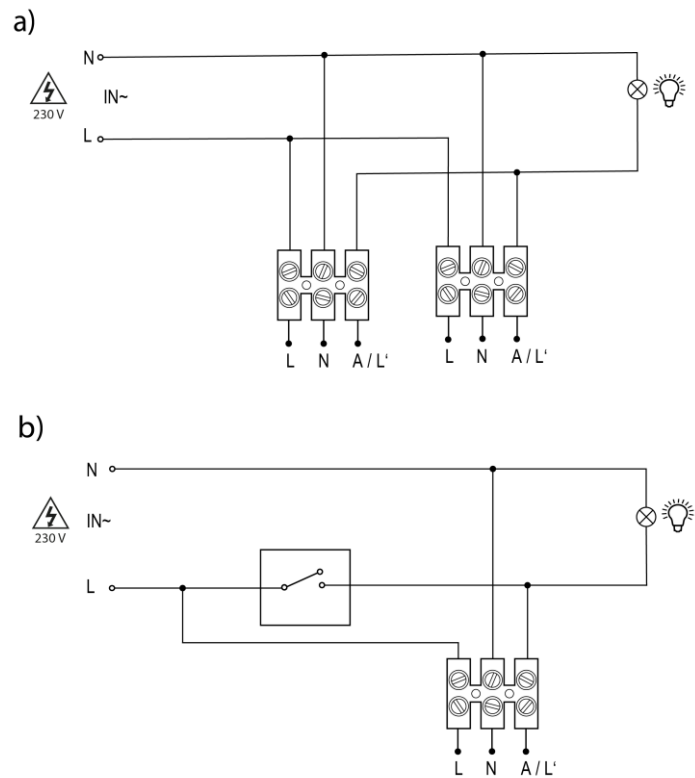 a)
N
IN~
230 V
L
L N A / L‘ L N A / L‘
b)
N
IN~
230 V
L
L N A / L‘